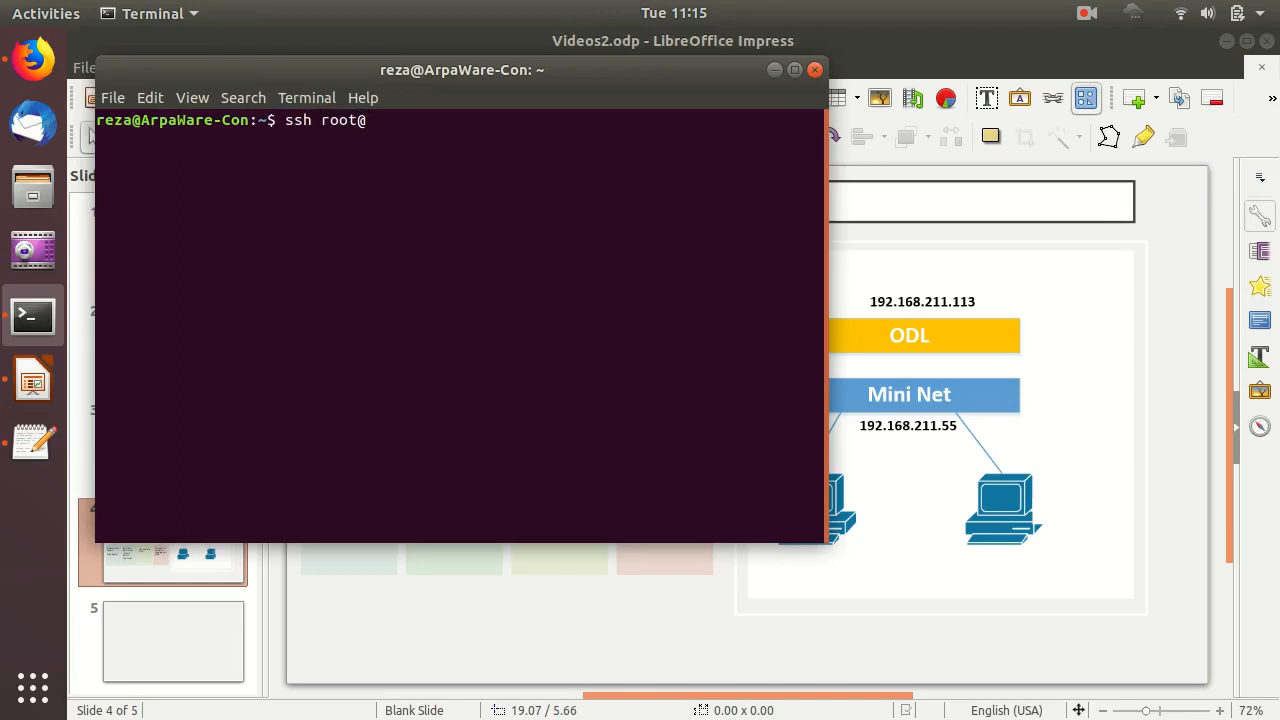 Activities
Terminal
Tue 11:15
Videos2.odp - LibreOffice Impress
File
reza@ArpaWare-Con: ~
File Edit View Search Terminal Help
reza@ArpaWare-Con:~$ ssh root@
192.168.211.113
ODL
Mini Net
192.168.211.55
5
Slide 4 of 5
Blank Slide
19.07 / 5.66
0.00 x 0.00
English (USA)
72%